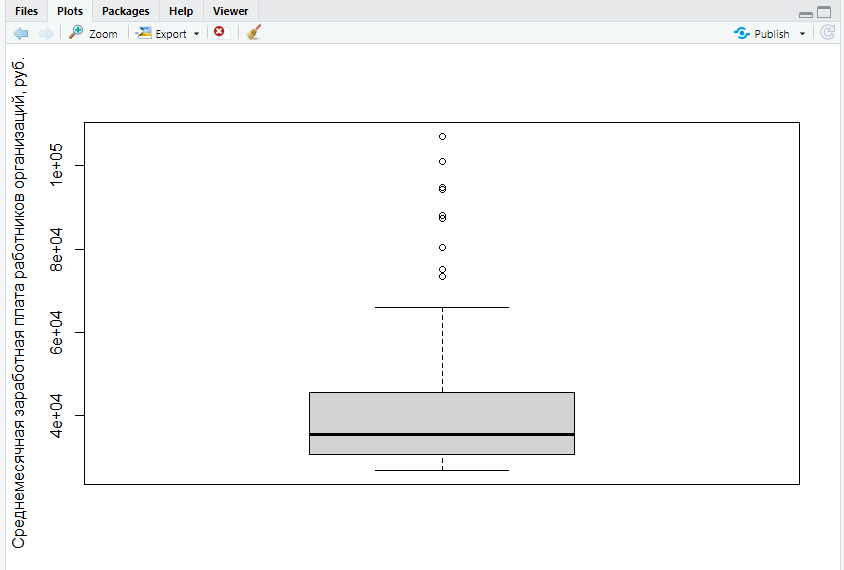 Files Plots Packages Help Viewer
Zoom Export Publish
Среднемесячная заработная плата работников организаций, руб.
1e+05
8e+04
6e+04
4e+04